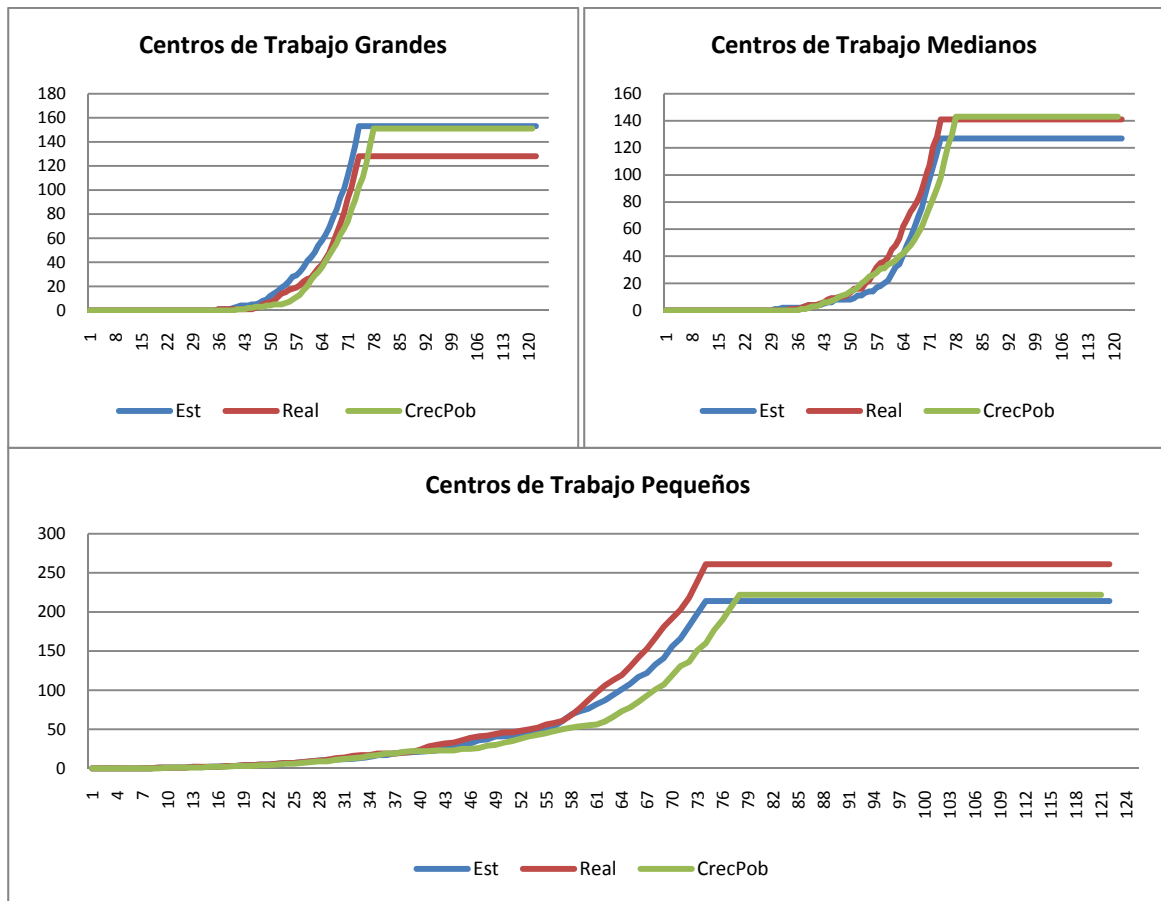 Centros de Trabajo Grandes
180
160
140
120
100
80
60
40
20
0
1 8 15 22 29 36 43 50 57 64 71 78 85 92 99 106 113 120
Est Real CrecPob
Centros de Trabajo Medianos
160
140
120
100
80
60
40
20
0
1 8 15 22 29 36 43 50 57 64 71 78 85 92 99 106 113 120
Est Real CrecPob
Centros de Trabajo Pequeños
300
250
200
150
100
50
0
1 4 7 10 13 16 19 22 25 28 31 34 37 40 43 46 49 52 55 58 61 64 67 70 73 76 79 82 85 88 91 94 97 100 103 106 109 112 115 118 121 124
Est Real CrecPob